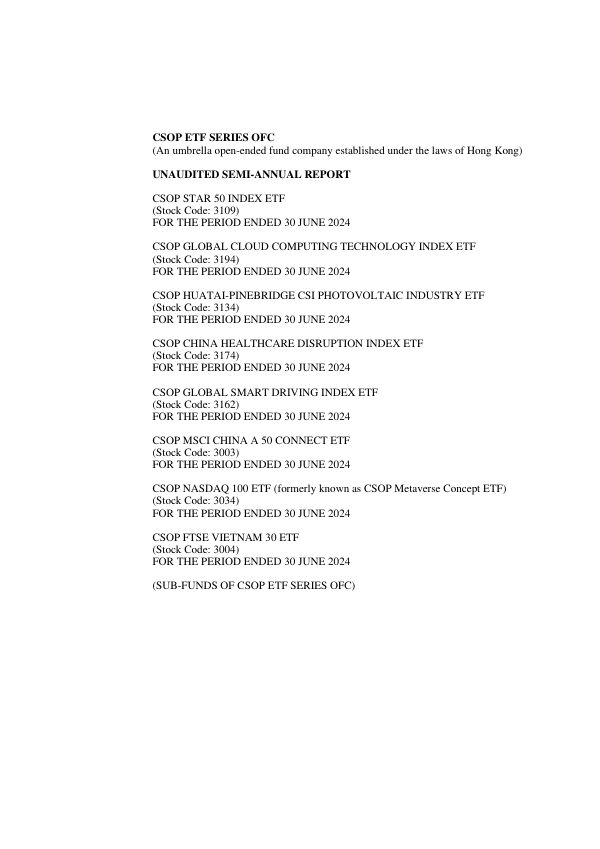 CSOP ETF SERIES OFC
(An umbrella open-ended fund company established under the laws of Hong Kong)
UNAUDITED SEMI-ANNUAL REPORT
CSOP STAR 50 INDEX ETF
(Stock Code: 3109)
FOR THE PERIOD ENDED 30 JUNE 2024
CSOP GLOBAL CLOUD COMPUTING TECHNOLOGY INDEX ETF
(Stock Code: 3194)
FOR THE PERIOD ENDED 30 JUNE 2024
CSOP HUATAI-PINEBRIDGE CSI PHOTOVOLTAIC INDUSTRY ETF
(Stock Code: 3134)
FOR THE PERIOD ENDED 30 JUNE 2024
CSOP CHINA HEALTHCARE DISRUPTION INDEX ETF
(Stock Code: 3174)
FOR THE PERIOD ENDED 30 JUNE 2024
CSOP GLOBAL SMART DRIVING INDEX ETF
(Stock Code: 3162)
FOR THE PERIOD ENDED 30 JUNE 2024
CSOP MSCI CHINA A 50 CONNECT ETF
(Stock Code: 3003)
FOR THE PERIOD ENDED 30 JUNE 2024
CSOP NASDAQ 100 ETF (formerly known as CSOP Metaverse Concept ETF)
(Stock Code: 3034)
FOR THE PERIOD ENDED 30 JUNE 2024
CSOP FTSE VIETNAM 30 ETF
(Stock Code: 3004)
FOR THE PERIOD ENDED 30 JUNE 2024
(SUB-FUNDS OF CSOP ETF SERIES OFC)